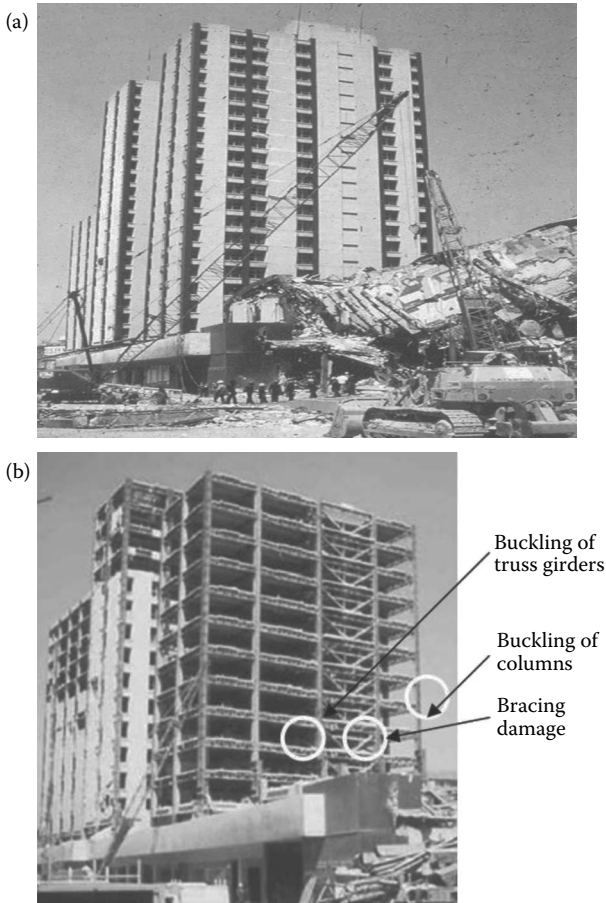 (a)
(b)
Buckling of
truss girders
Buckling of
columns
Bracing
damage